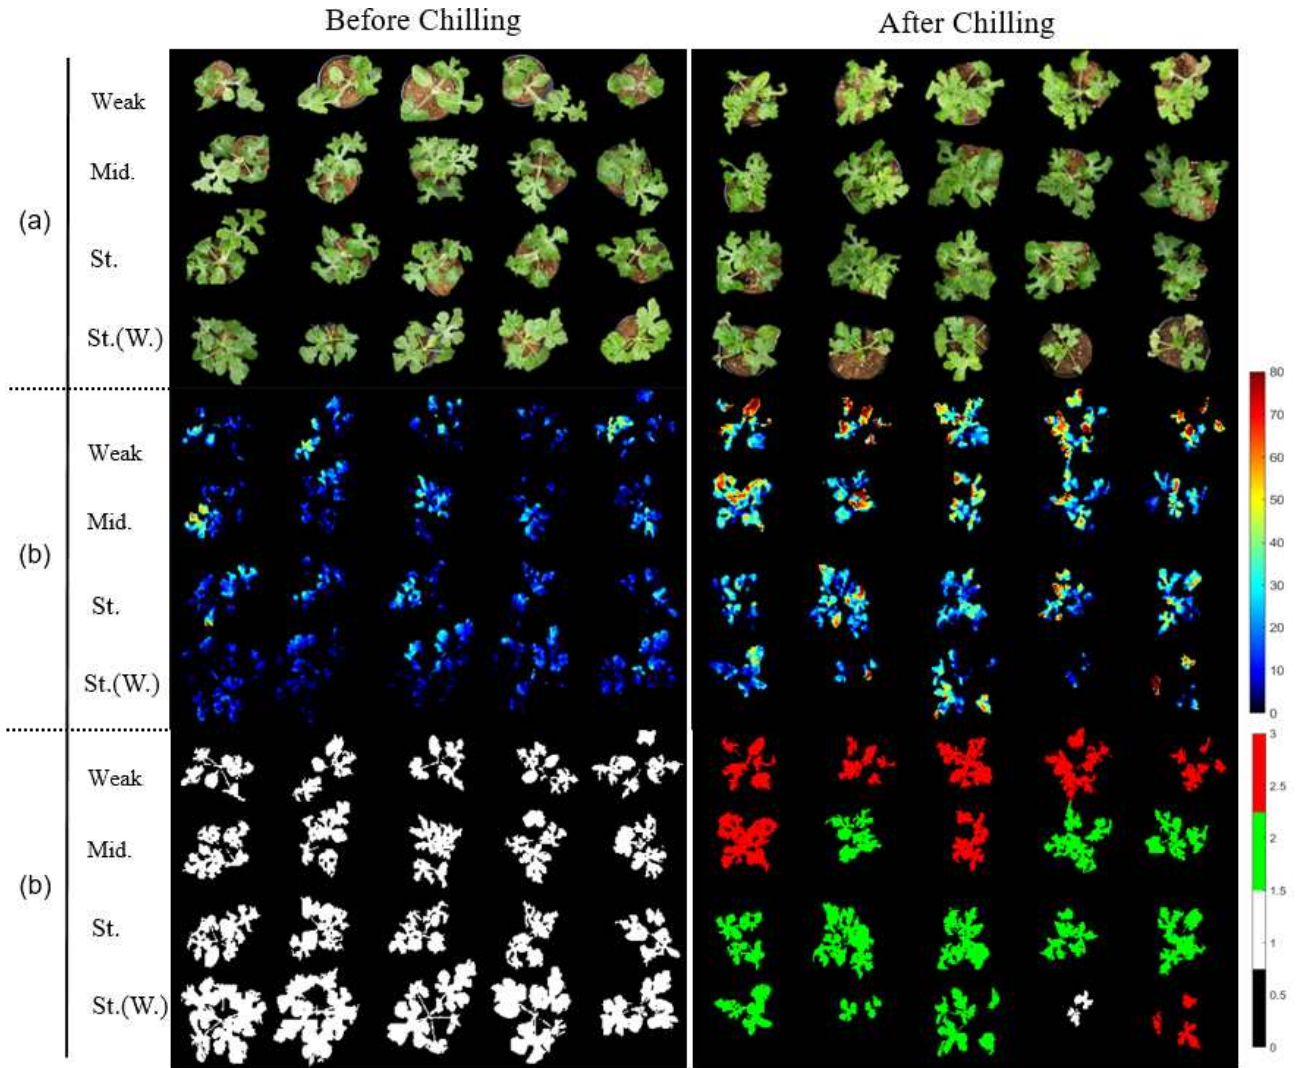 Before Chilling
After Chilling
(a)
Weak
Mid.
St.
St.(W.)
(b)
Weak
Mid.
St.
St.(W.)
80
70
60
50
40
30
20
10
0
(b)
Weak
Mid.
St.
St.(W.)
3
2.5
2
1.5
1
0.5
0